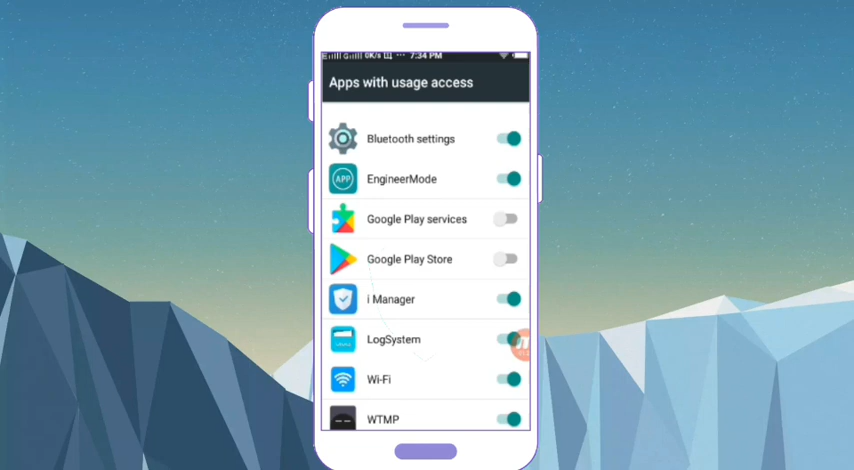 0K/s ··· 7:34 PM
Apps with usage access
Bluetooth settings
APP
EngineerMode
Google Play services
Google Play Store
i Manager
LogSystem
Wi-Fi
WTMP